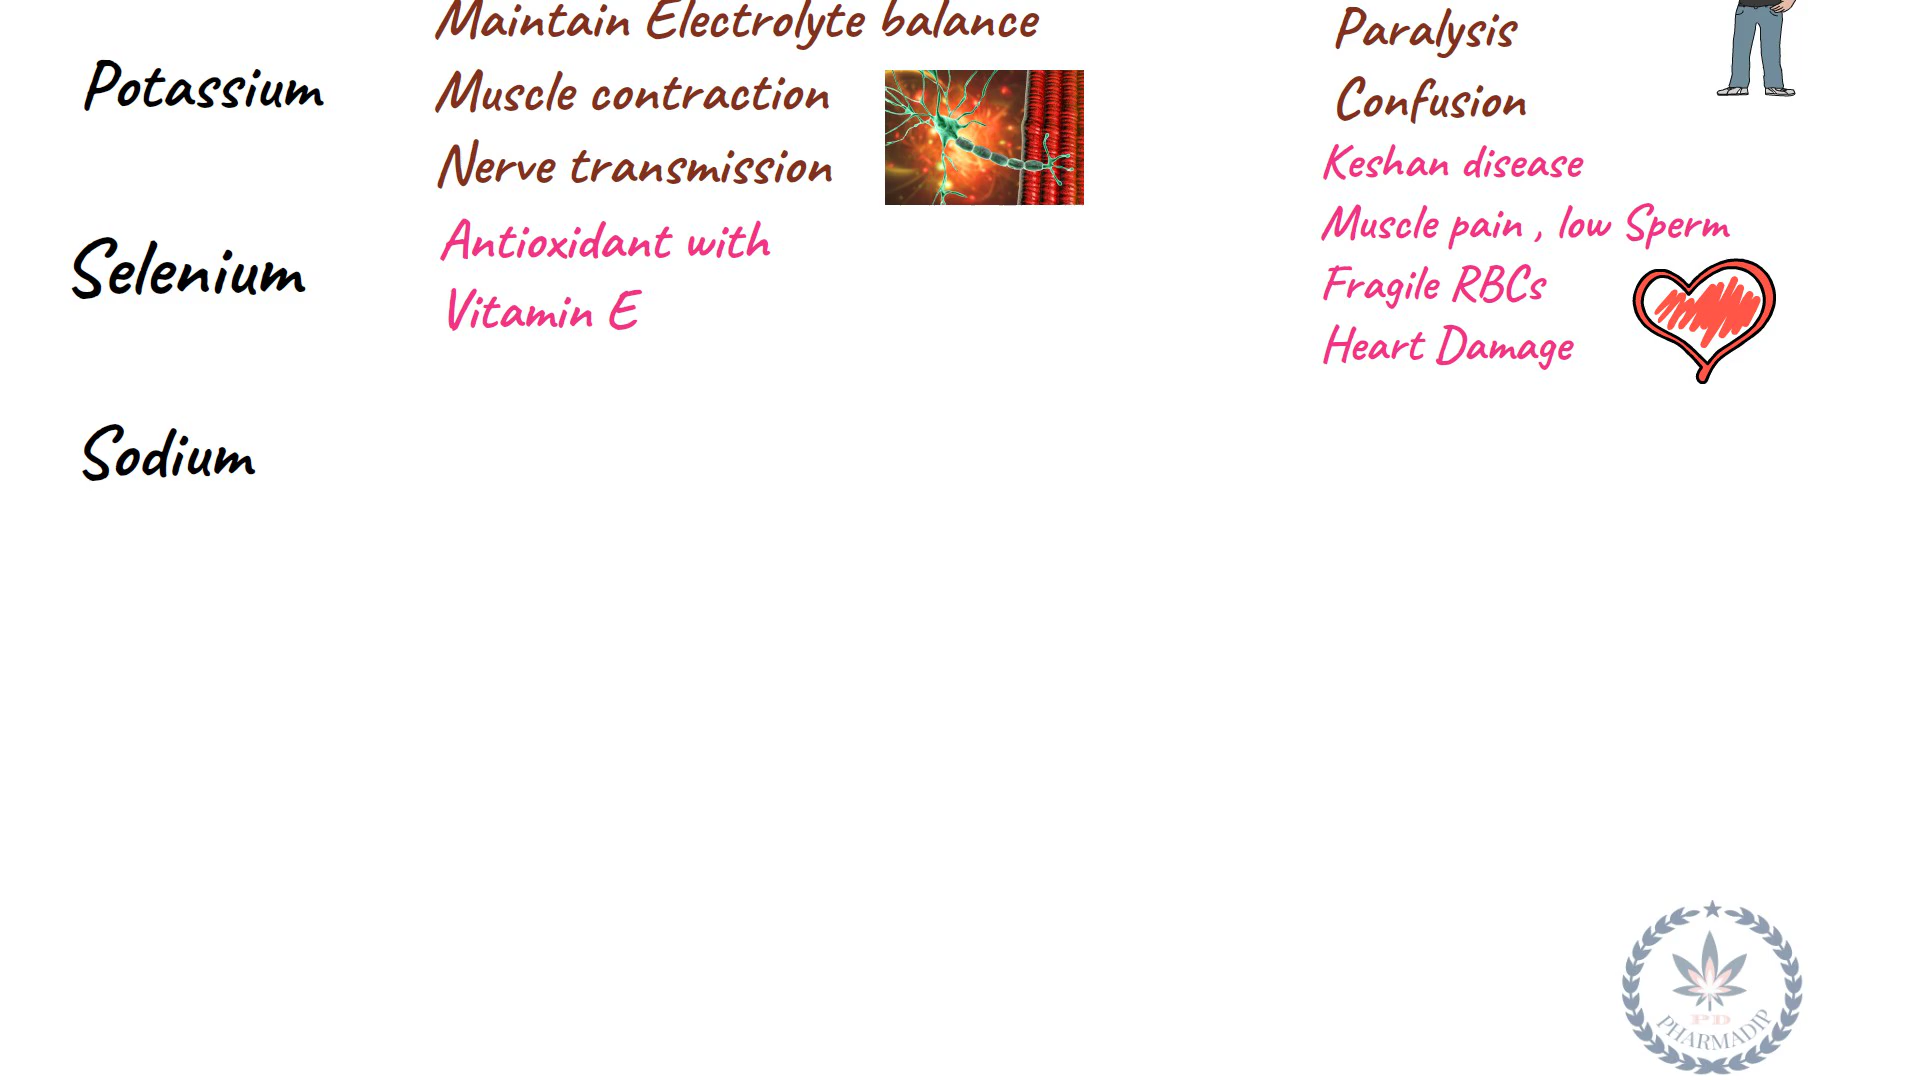 Potassium
Maintain Electrolyte balance
Muscle contraction
Nerve transmission
Paralysis
Confusion
Selenium
Antioxidant with
Vitamin E
Keshan disease
Muscle pain , low Sperm
Fragile RBCs
Heart Damage
Sodium
PD
PHARMADIP